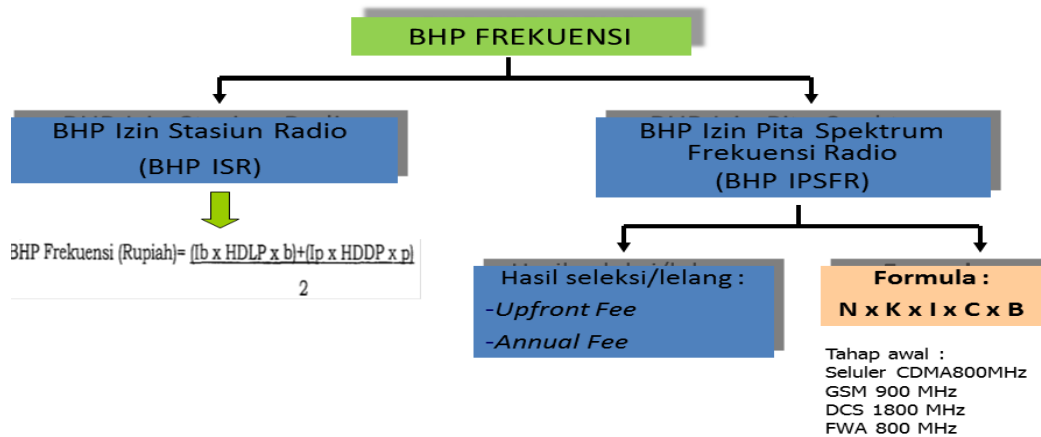 BHP FREKUENSI
BHP Izin Stasiun Radio
(BHP ISR)
BHP Frekuensi (Rupiah)= (Ib x HDLP x b)+(Ip x HDDP x p)
2
BHP Izin Pita Spektrum
Frekuensi Radio
(BHP IPSFR)
Hasil seleksi/lelang :
-Upfront Fee
-Annual Fee
Formula :
N x K x I x C x B
Tahap awal :
Seluler CDMA800MHz
GSM 900 MHz
DCS 1800 MHz
FWA 800 MHz